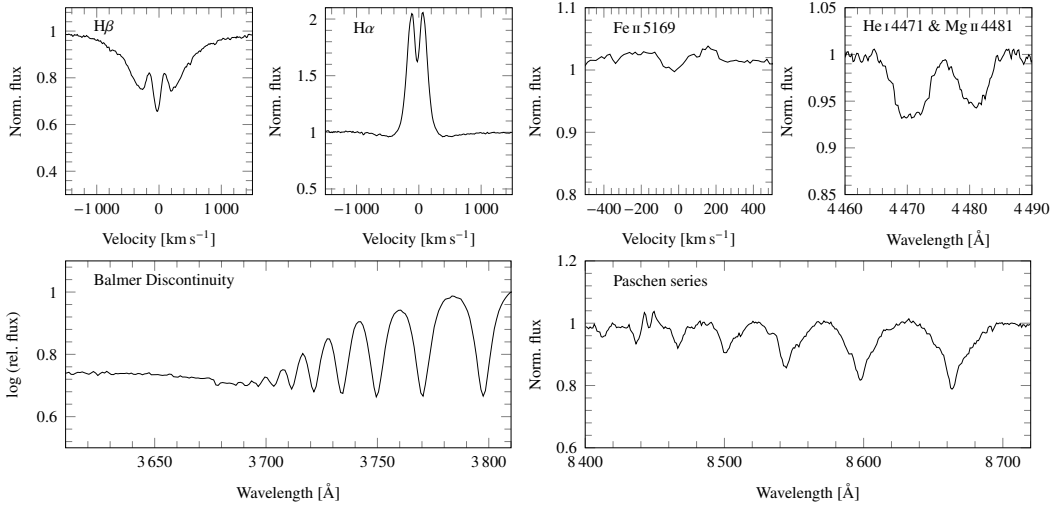 Hβ
Norm. flux
1
0.8
0.6
0.4
−1 000
0
1 000
Velocity [km s⁻¹]
Hα
Norm. flux
2
1.5
1
0.5
−1 000
0
1 000
Velocity [km s⁻¹]
Fe II 5169
Norm. flux
1.1
1
0.9
0.8
−400
−200
0
200
400
Velocity [km s⁻¹]
He I 4471 & Mg II 4481
Norm. flux
1.05
1
0.95
0.9
0.85
4 460
4 470
4 480
4 490
Wavelength [Å]
Balmer Discontinuity
log (rel. flux)
1
0.8
0.6
3 650
3 700
3 750
3 800
Wavelength [Å]
Paschen series
Norm. flux
1.2
1
0.8
0.6
8 400
8 500
8 600
8 700
Wavelength [Å]